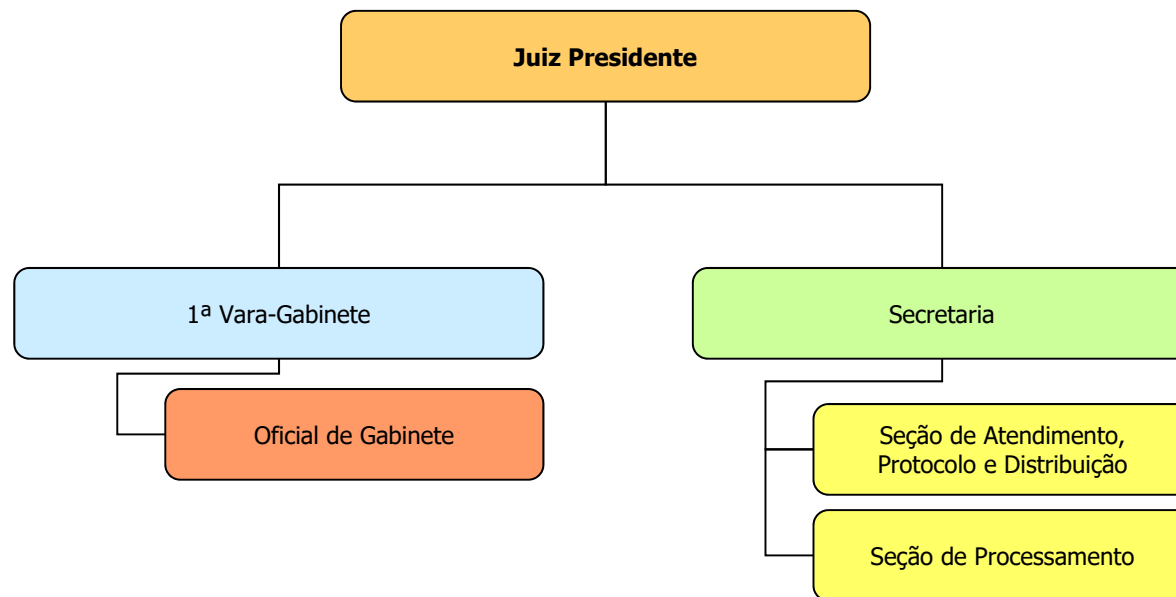 Juiz Presidente
1ª Vara-Gabinete
Secretaria
Oficial de Gabinete
Seção de Atendimento,
Protocolo e Distribuição
Seção de Processamento